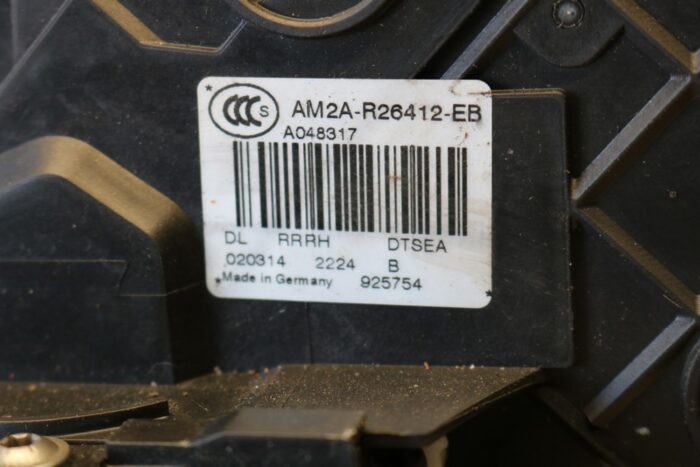 CCC S AM2A-R26412-EB
A048317
DL RRRH DTSEA
020314 2224 B
Made in Germany 925754